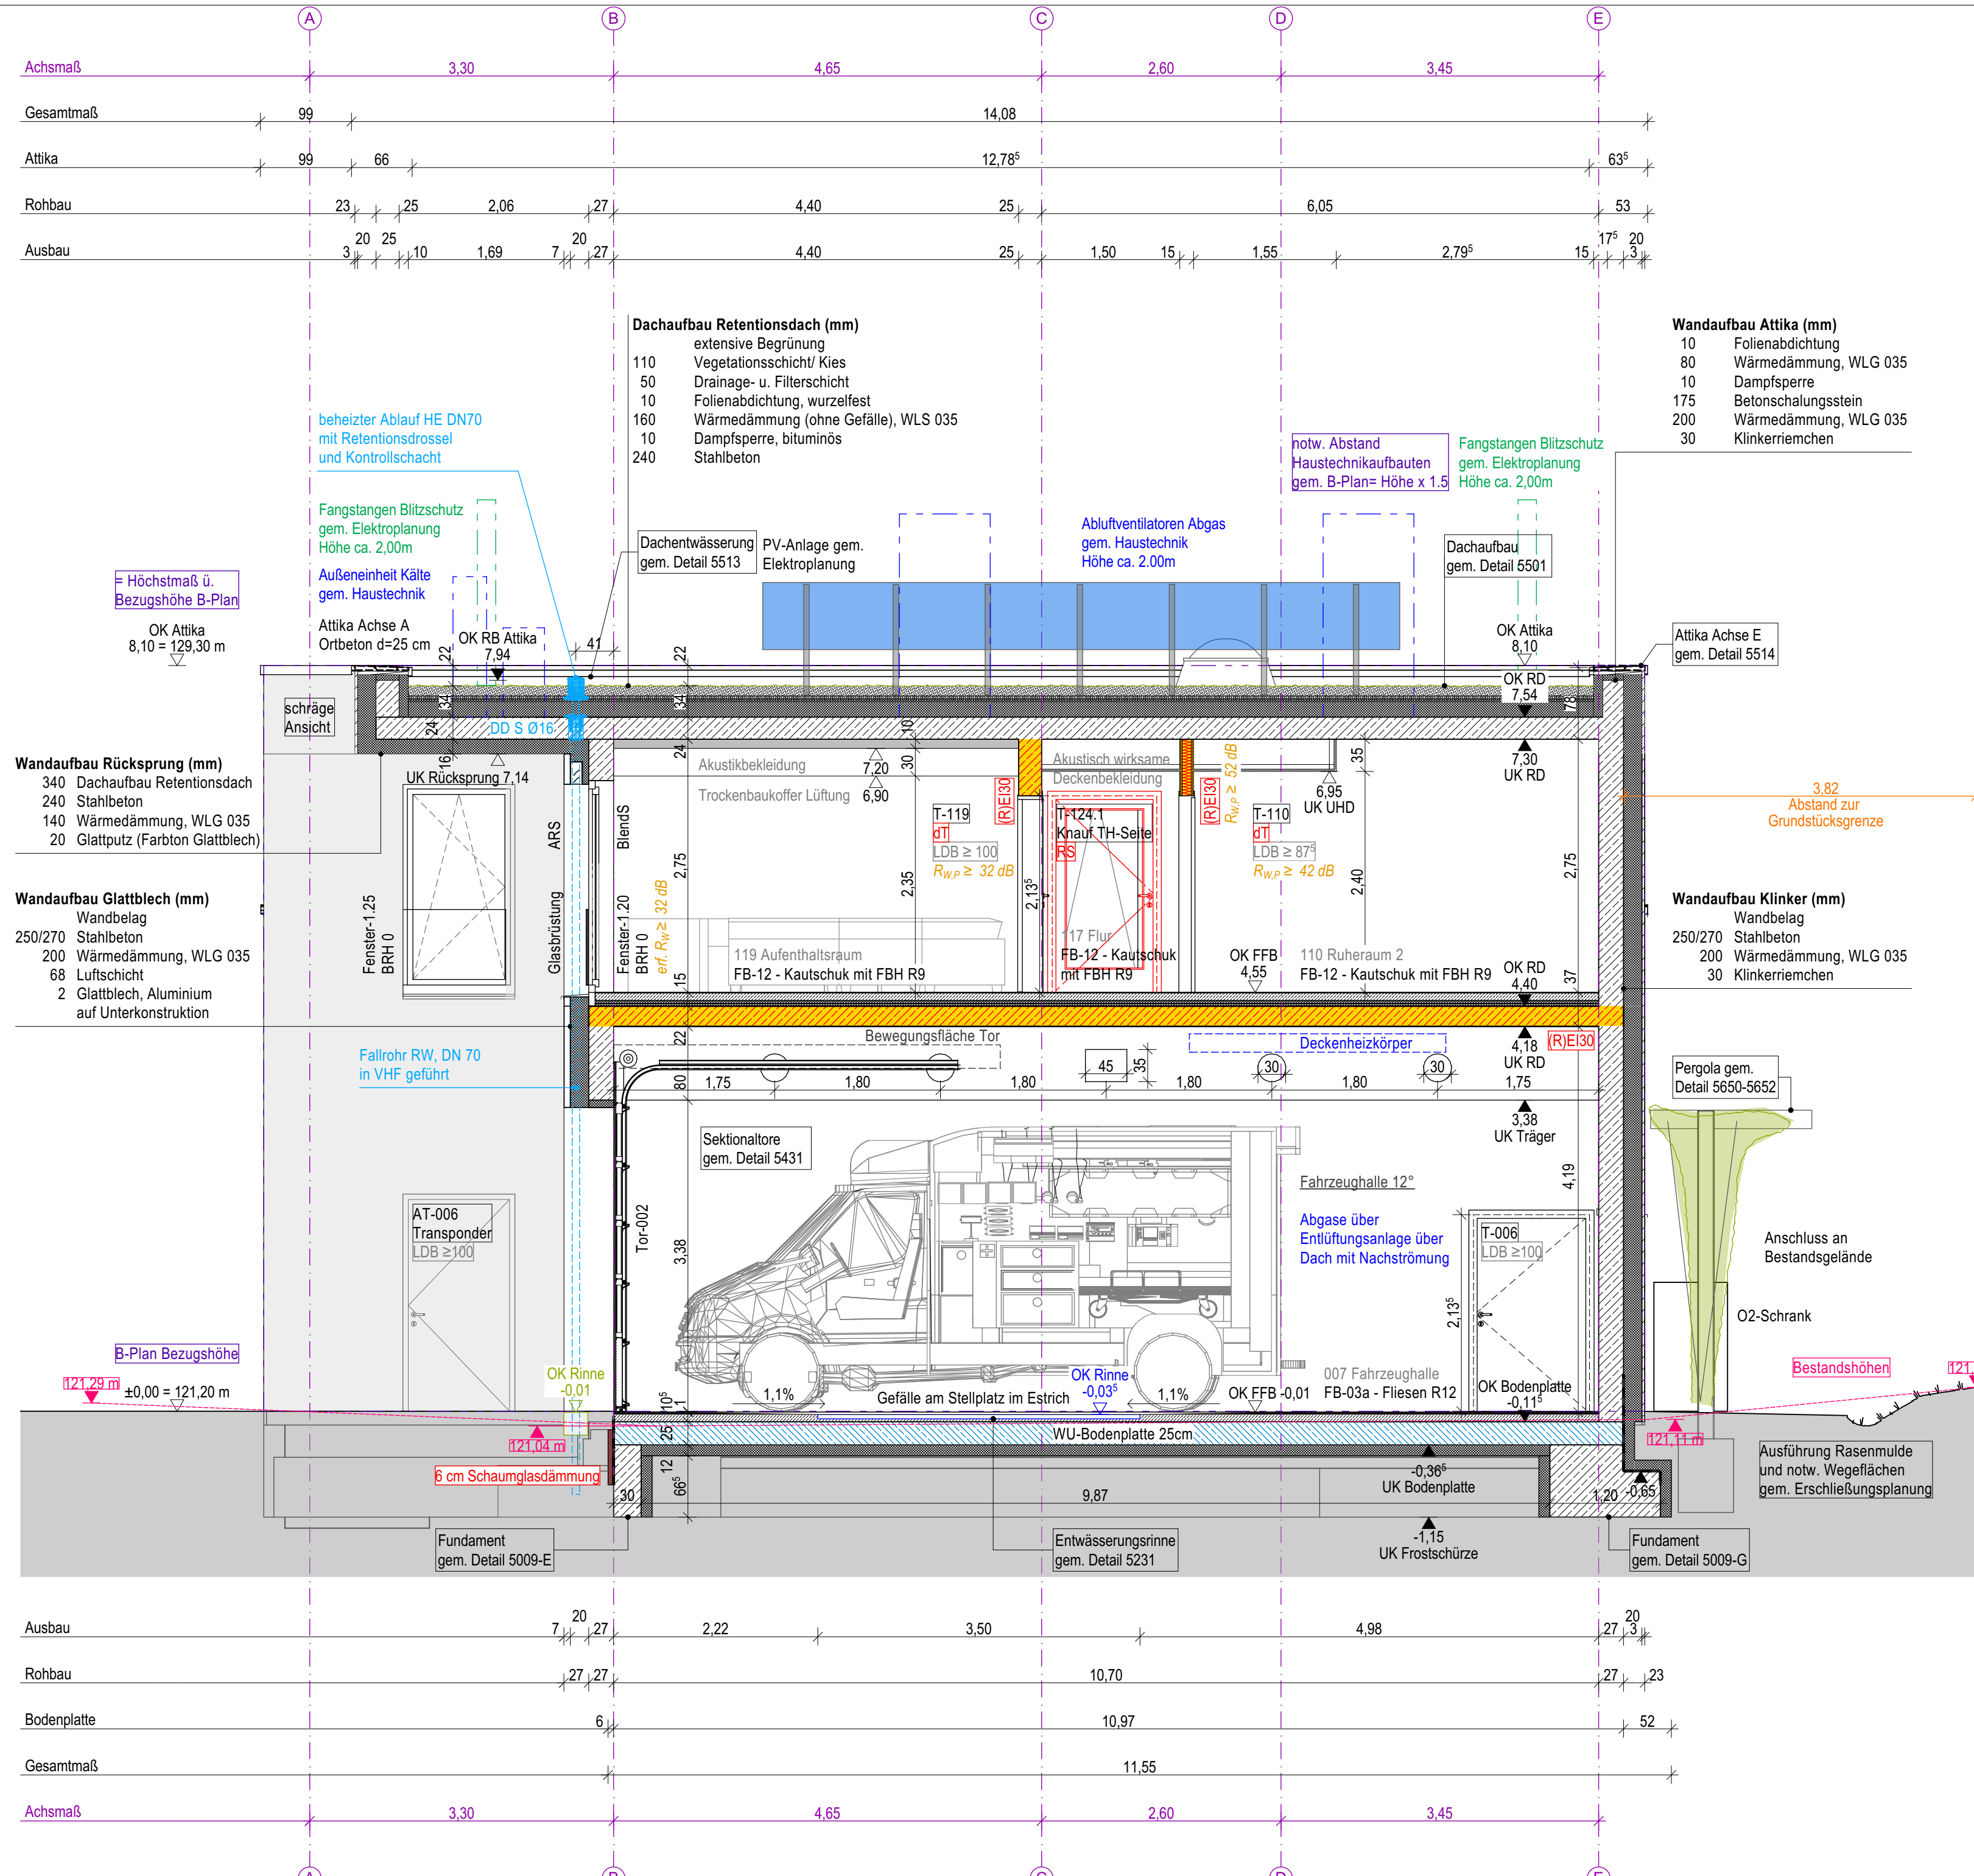 A B C D E
Achsmaß 3,30 4,65 2,60 3,45
Gesamtmaß 99 14,08
Attika 99 66 12,78⁵ 63⁵
Rohbau 23 25 2,06 27 4,40 25 6,05 53
Ausbau 3 20 25 10 1,69 7 20 27 4,40 25 1,50 15 1,55 2,79⁵ 15 17⁵ 3 20
Dachaufbau Retentionsdach (mm)
extensive Begrünung
110 Vegetationsschicht/ Kies
50 Drainage- u. Filterschicht
10 Folienabdichtung, wurzelfest
160 Wärmedämmung (ohne Gefälle), WLS 035
10 Dampfsperre, bituminös
240 Stahlbeton
Wandaufbau Attika (mm)
10 Folienabdichtung
80 Wärmedämmung, WLG 035
10 Dampfsperre
175 Betonschalungsstein
200 Wärmedämmung, WLG 035
30 Klinkerriemchen
beheizter Ablauf HE DN70
mit Retentionsdrossel
und Kontrollschacht
notw. Abstand
Haustechnikaufbauten
gem. B-Plan= Höhe x 1.5
Fangstangen Blitzschutz
gem. Elektroplanung
Höhe ca. 2,00m
Fangstangen Blitzschutz
gem. Elektroplanung
Höhe ca. 2,00m
Außeneinheit Kälte
gem. Haustechnik
Dachentwässerung
gem. Detail 5513
PV-Anlage gem.
Elektroplanung
Abluftventilatoren Abgas
gem. Haustechnik
Höhe ca. 2.00m
Dachaufbau
gem. Detail 5501
= Höchstmaß ü.
Bezugshöhe B-Plan
OK Attika
8,10 = 129,30 m
Attika Achse A
Ortbeton d=25 cm
OK RB Attika
7,94
41
22
22
OK Attika
8,10
Attika Achse E
gem. Detail 5514
schräge
Ansicht
34
24
16
DD S Ø16
34
24
10
30
OK RD
7,54
78
UK Rücksprung 7,14
Akustikbekleidung
7,20
Trockenbaukoffer Lüftung
6,90
Akustisch wirksame
Deckenbekleidung
35
7,30
UK RD
6,95
UK UHD
Wandaufbau Rücksprung (mm)
340 Dachaufbau Retentionsdach
240 Stahlbeton
140 Wärmedämmung, WLG 035
20 Glattputz (Farbton Glattblech)
3,82
Abstand zur
Grundstücksgrenze
ARS
BlendS
Glasbrüstung
Fenster-1.25
BRH 0
Fenster-1.20
BRH 0
erf. R_W ≥ 32 dB
2,75
15
2,35
T-119
dT
LDB ≥ 100
R_W,P ≥ 32 dB
(R)EI30
2,13⁵
T-124.1
Knauf TH-Seite
RS
(R)EI30
R_W,P ≥ 52 dB
T-110
dT
LDB ≥ 87⁵
R_W,P ≥ 42 dB
2,40
2,75
37
Wandaufbau Glattblech (mm)
Wandbelag
250/270 Stahlbeton
200 Wärmedämmung, WLG 035
68 Luftschicht
2 Glattblech, Aluminium
auf Unterkonstruktion
Wandaufbau Klinker (mm)
Wandbelag
250/270 Stahlbeton
200 Wärmedämmung, WLG 035
30 Klinkerriemchen
119 Aufenthaltsraum
FB-12 - Kautschuk mit FBH R9
117 Flur
FB-12 - Kautschuk
mit FBH R9
OK FFB
4,55
110 Ruheraum 2
FB-12 - Kautschuk mit FBH R9
OK RD
4,40
Fallrohr RW, DN 70
in VHF geführt
22
Bewegungsfläche Tor
Deckenheizkörper
4,18
UK RD
(R)EI30
80
45
35
30
30
1,75 1,80 1,80 1,80 1,80 1,75
3,38
UK Träger
Pergola gem.
Detail 5650-5652
Sektionaltore
gem. Detail 5431
Tor-002
3,38
Fahrzeughalle 12°
Abgase über
Entlüftungsanlage über
Dach mit Nachströmung
4,19
AT-006
Transponder
LDB ≥100
T-006
LDB ≥100
2,13⁵
Anschluss an
Bestandsgelände
O2-Schrank
B-Plan Bezugshöhe
121,29 m
±0,00 = 121,20 m
OK Rinne
-0,01
10⁵
1
1,1%
Gefälle am Stellplatz im Estrich
OK Rinne
-0,03⁵
1,1%
OK FFB -0,01
007 Fahrzeughalle
FB-03a - Fliesen R12
OK Bodenplatte
-0,11⁵
Bestandshöhen
121,
121,04 m
25
WU-Bodenplatte 25cm
121,11 m
6 cm Schaumglasdämmung
12
66⁵
-0,36⁵
UK Bodenplatte
30
9,87
1,20
-0,65
Ausführung Rasenmulde
und notw. Wegeflächen
gem. Erschließungsplanung
-1,15
UK Frostschürze
Fundament
gem. Detail 5009-E
Entwässerungsrinne
gem. Detail 5231
Fundament
gem. Detail 5009-G
Ausbau 7 20 27 2,22 3,50 4,98 27 3 20
Rohbau 27 27 10,70 27 23
Bodenplatte 6 10,97 52
Gesamtmaß 11,55
Achsmaß 3,30 4,65 2,60 3,45
A B C D E